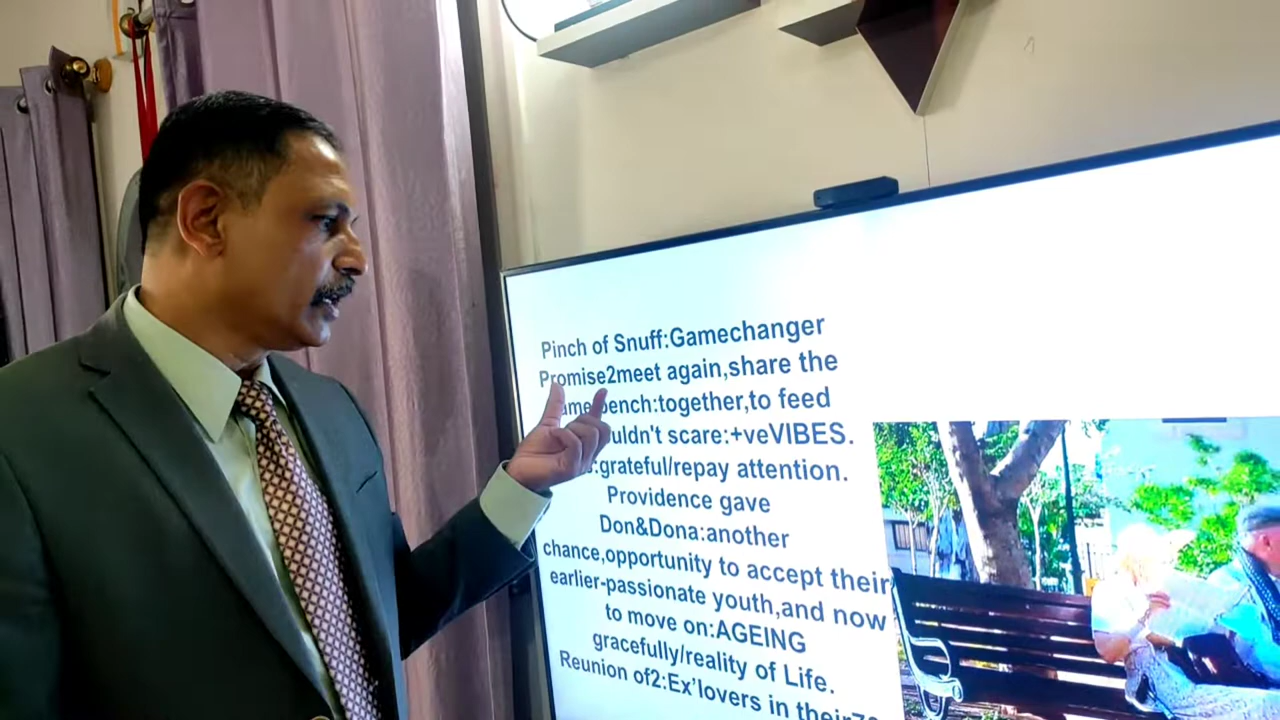 Pinch of Snuff:Gamechanger
Promise2meet again,share the
bench:together,to feed
scare:+veVIBES.
:grateful/repay attention.
Providence gave
Don&Dona:another
chance,opportunity to accept their
earlier-passionate youth,and now
to move on:AGEING
gracefully/reality of Life.
Reunion of2:Ex'lovers in their